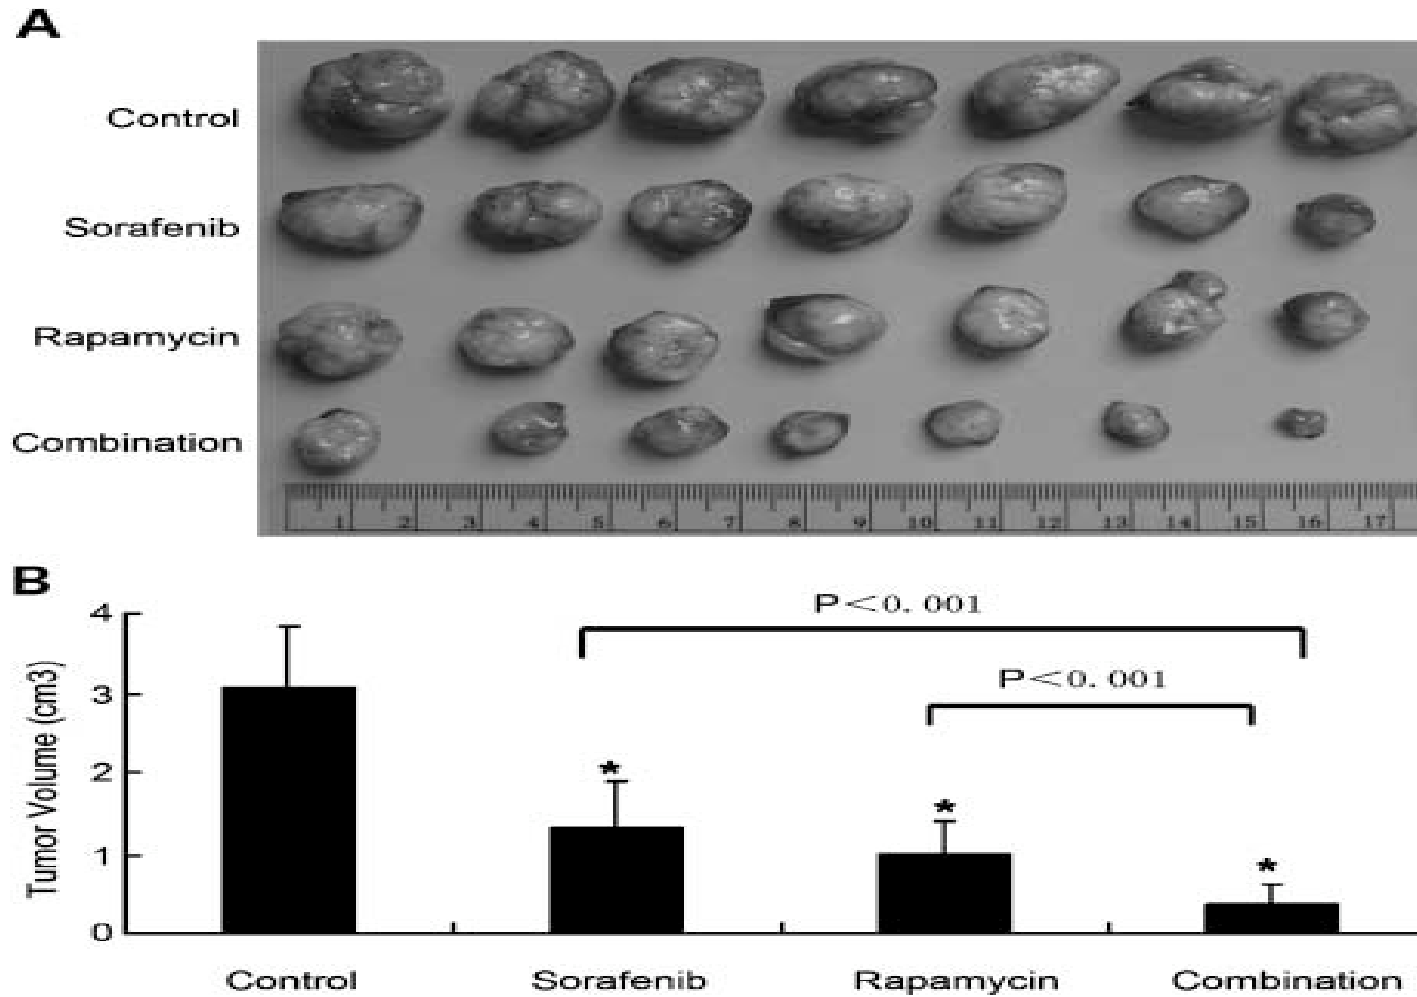 A
Control
Sorafenib
Rapamycin
Combination
1 2 3 4 5 6 7 8 9 10 11 12 13 14 15 16 17
B
P<0.001
P<0.001
4
3
2
1
0
Tumor Volume (cm3)
*
*
*
Control Sorafenib Rapamycin Combination